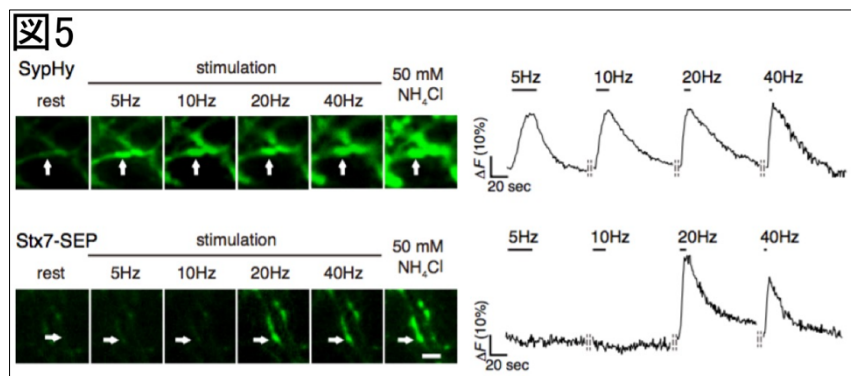 図5
SypHy
stimulation
50 mM
NH₄Cl
rest
5Hz
10Hz
20Hz
40Hz
5Hz
10Hz
20Hz
40Hz
ΔF (10%)
20 sec
Stx7-SEP
stimulation
50 mM
NH₄Cl
rest
5Hz
10Hz
20Hz
40Hz
5Hz
10Hz
20Hz
40Hz
ΔF (10%)
20 sec